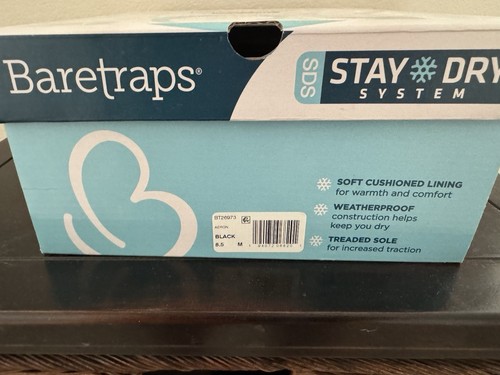 Baretraps®
SDS
STAY DRY
SYSTEM
SOFT CUSHIONED LINING
for warmth and comfort
WEATHERPROOF
construction helps
keep you dry
TREADED SOLE
for increased traction
BT26973
BLACK
8.5 M